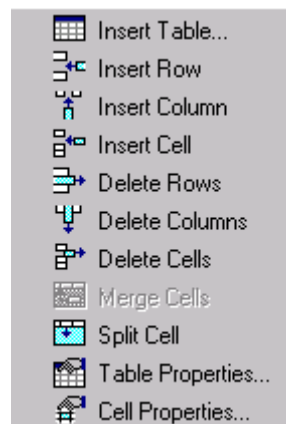 Insert Table...
Insert Row
Insert Column
Insert Cell
Delete Rows
Delete Columns
Delete Cells
Merge Cells
Split Cell
Table Properties...
Cell Properties...